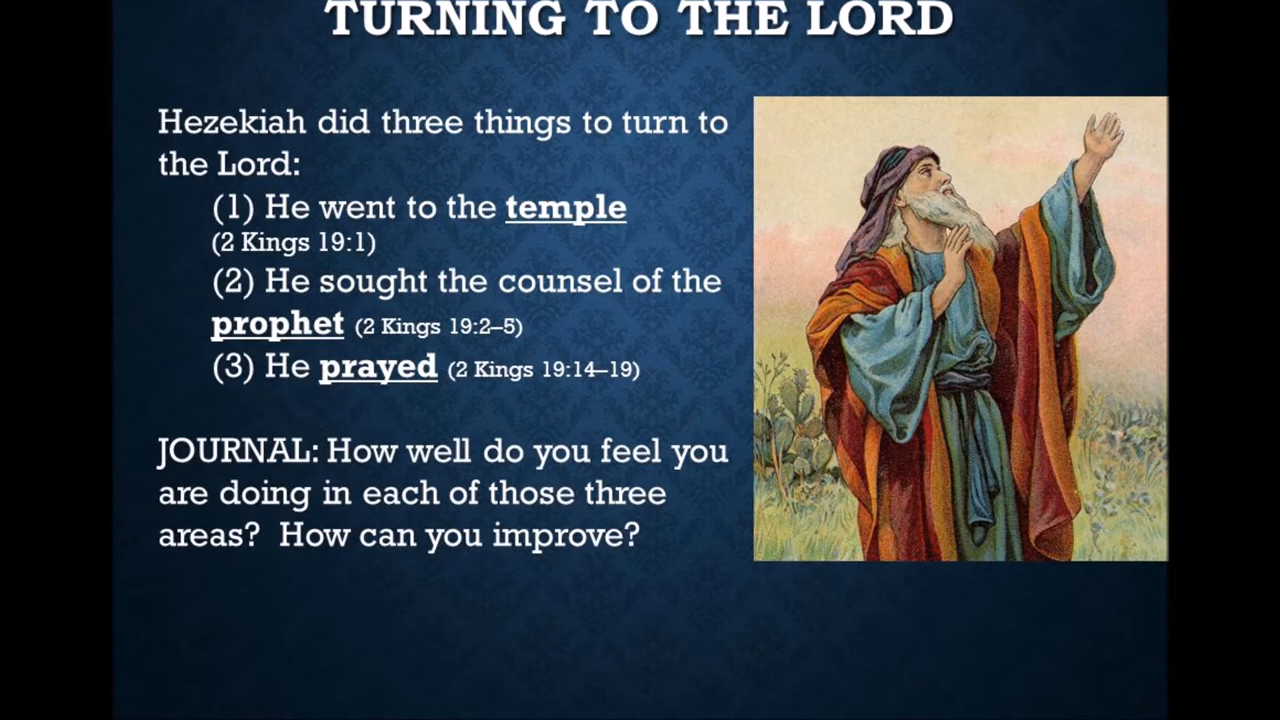 TURNING TO THE LORD
Hezekiah did three things to turn to
the Lord:
(1) He went to the temple
(2 Kings 19:1)
(2) He sought the counsel of the
prophet (2 Kings 19:2–5)
(3) He prayed (2 Kings 19:14–19)
JOURNAL: How well do you feel you
are doing in each of those three
areas?  How can you improve?